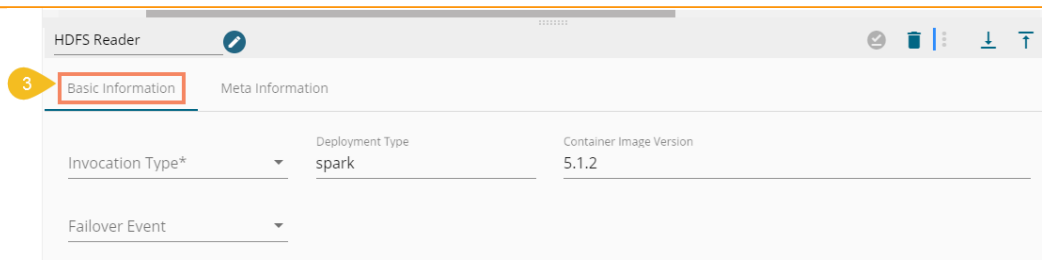 HDFS Reader
3
Basic Information
Meta Information
Invocation Type*
Deployment Type
spark
Container Image Version
5.1.2
Failover Event